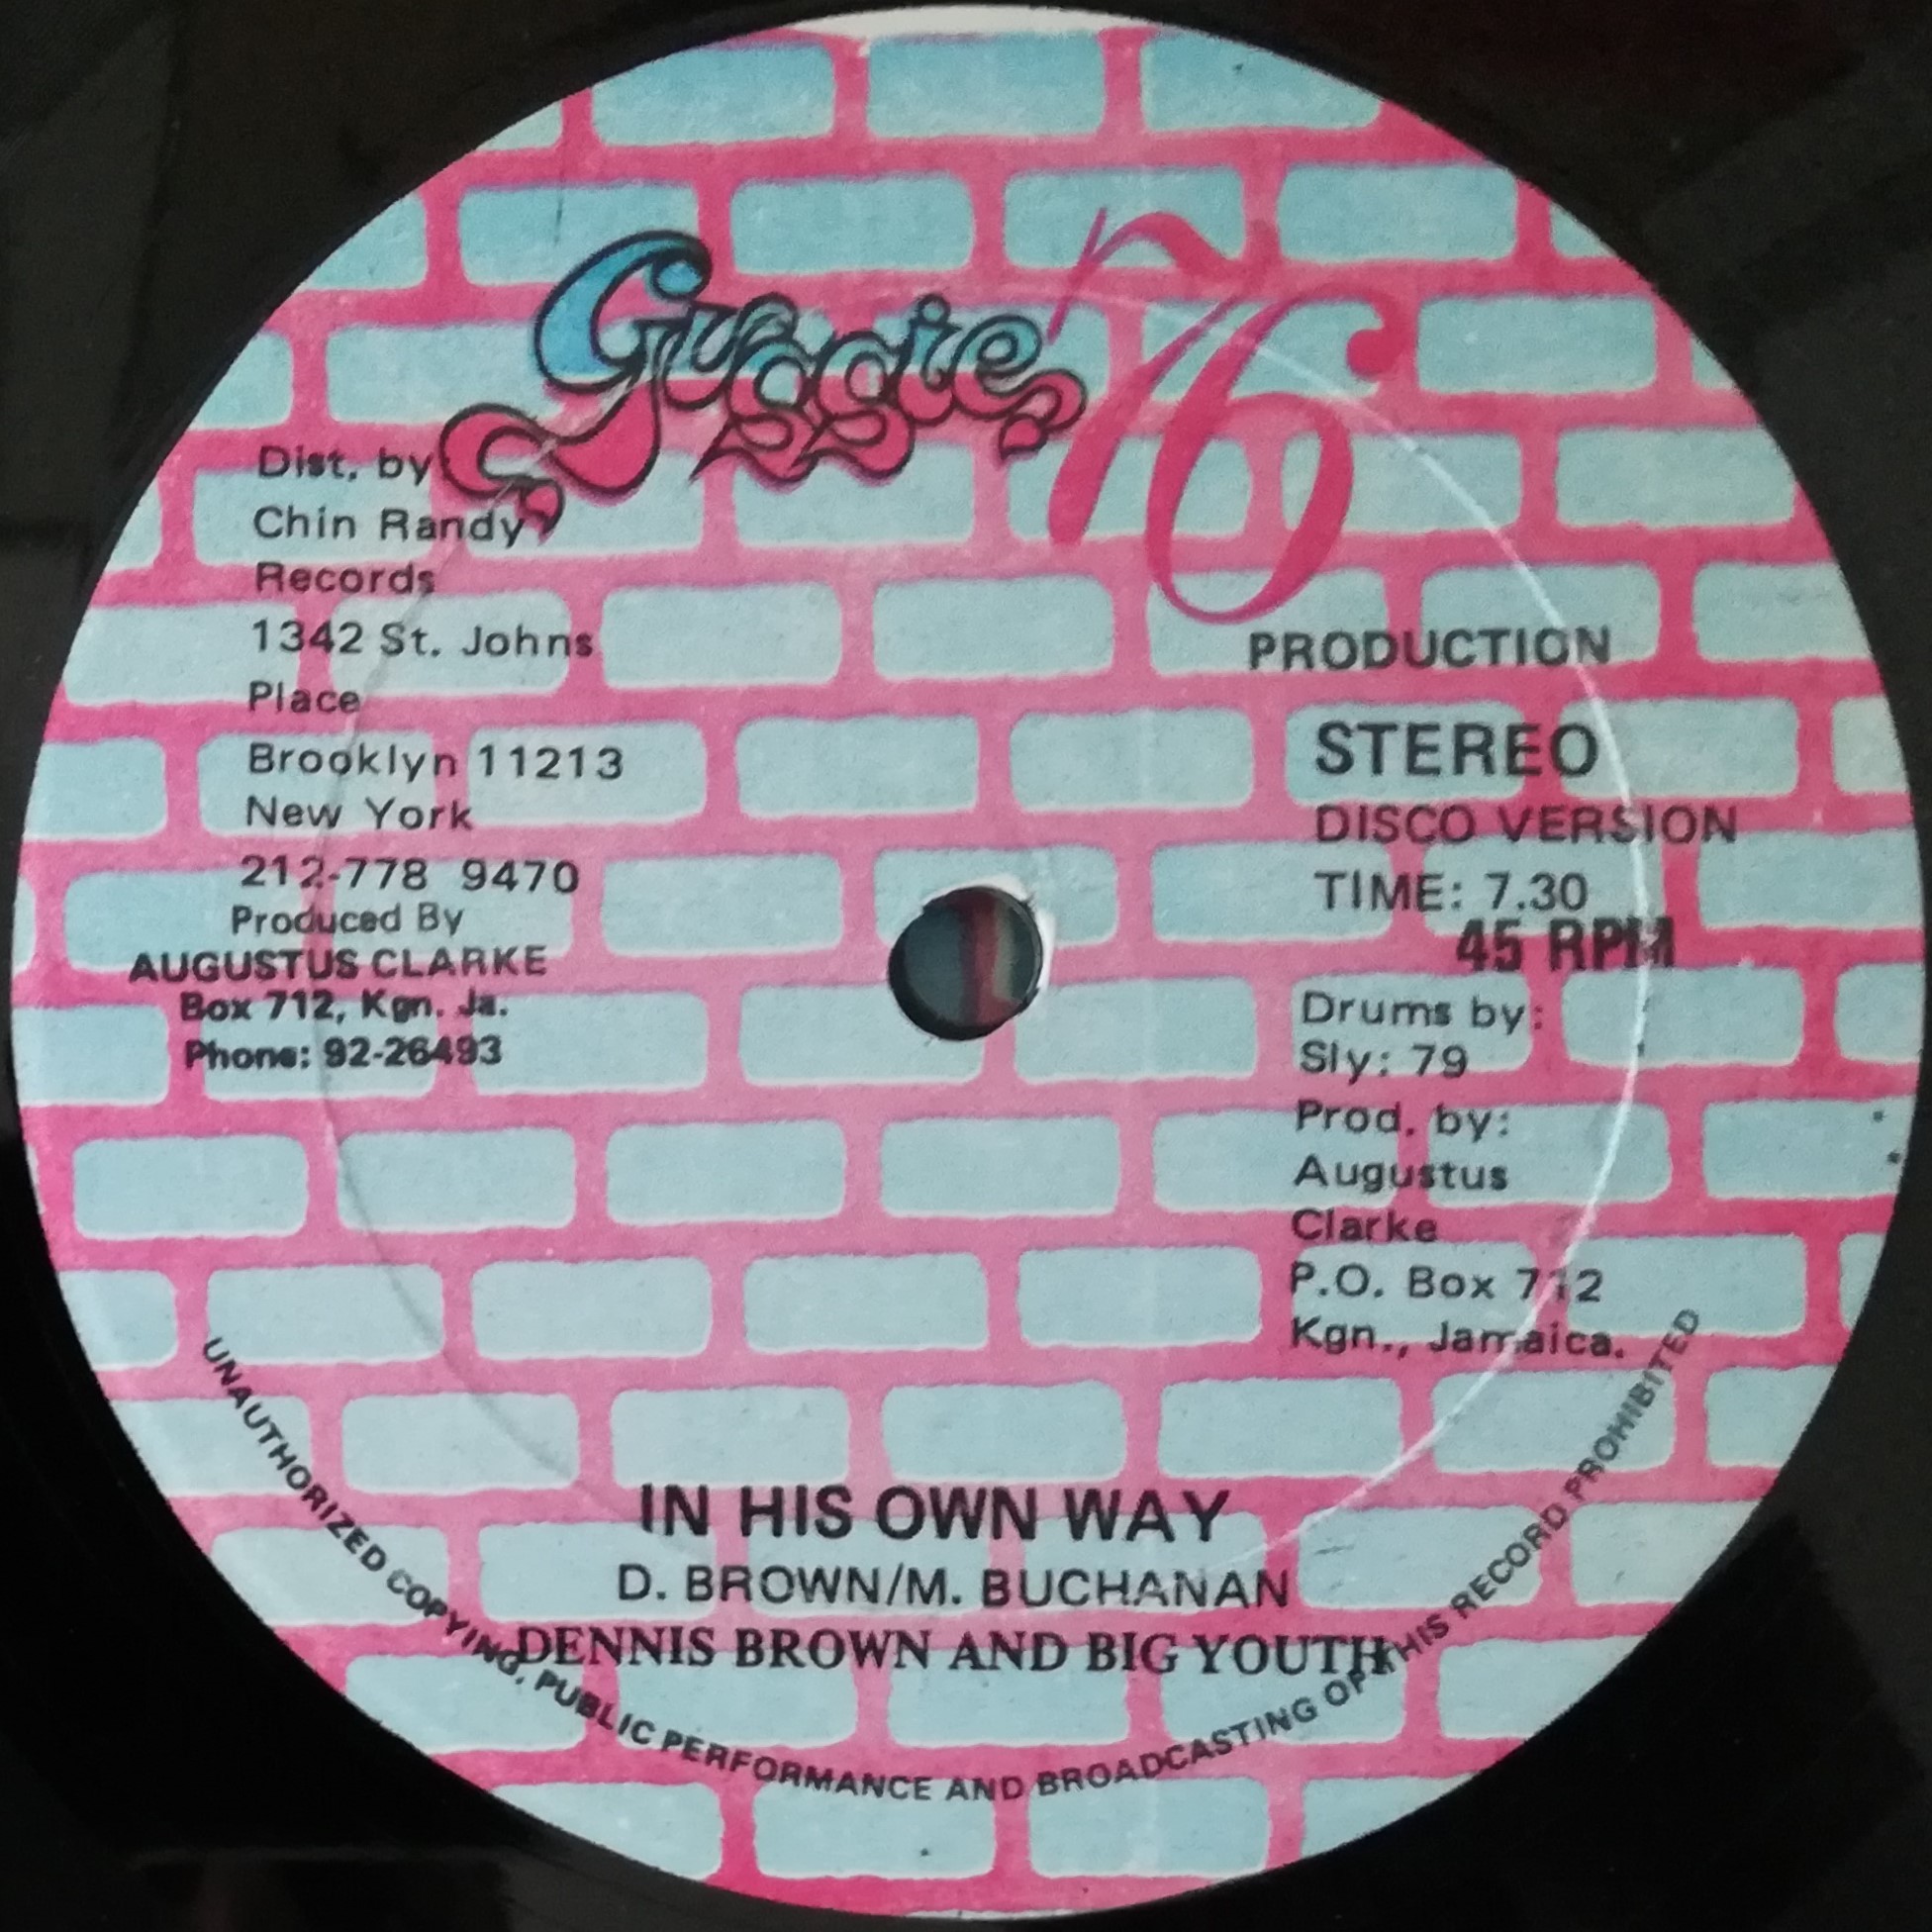 Gussie 76
Dist. by
Chin Randy
Records
1342 St. Johns
Place
Brooklyn 11213
New York
212-778 9470
Produced By
AUGUSTUS CLARKE
Box 712, Kgn. Ja.
Phone: 92-26493
PRODUCTION
STEREO
DISCO VERSION
TIME: 7.30
45 RPM
Drums by:
Sly: 79
Prod. by:
Augustus
Clarke
P.O. Box 712
Kgn., Jamaica.
IN HIS OWN WAY
D. BROWN/M. BUCHANAN
DENNIS BROWN AND BIG YOUTH
UNAUTHORIZED COPYING, PUBLIC PERFORMANCE AND BROADCASTING OF THIS RECORD PROHIBITED